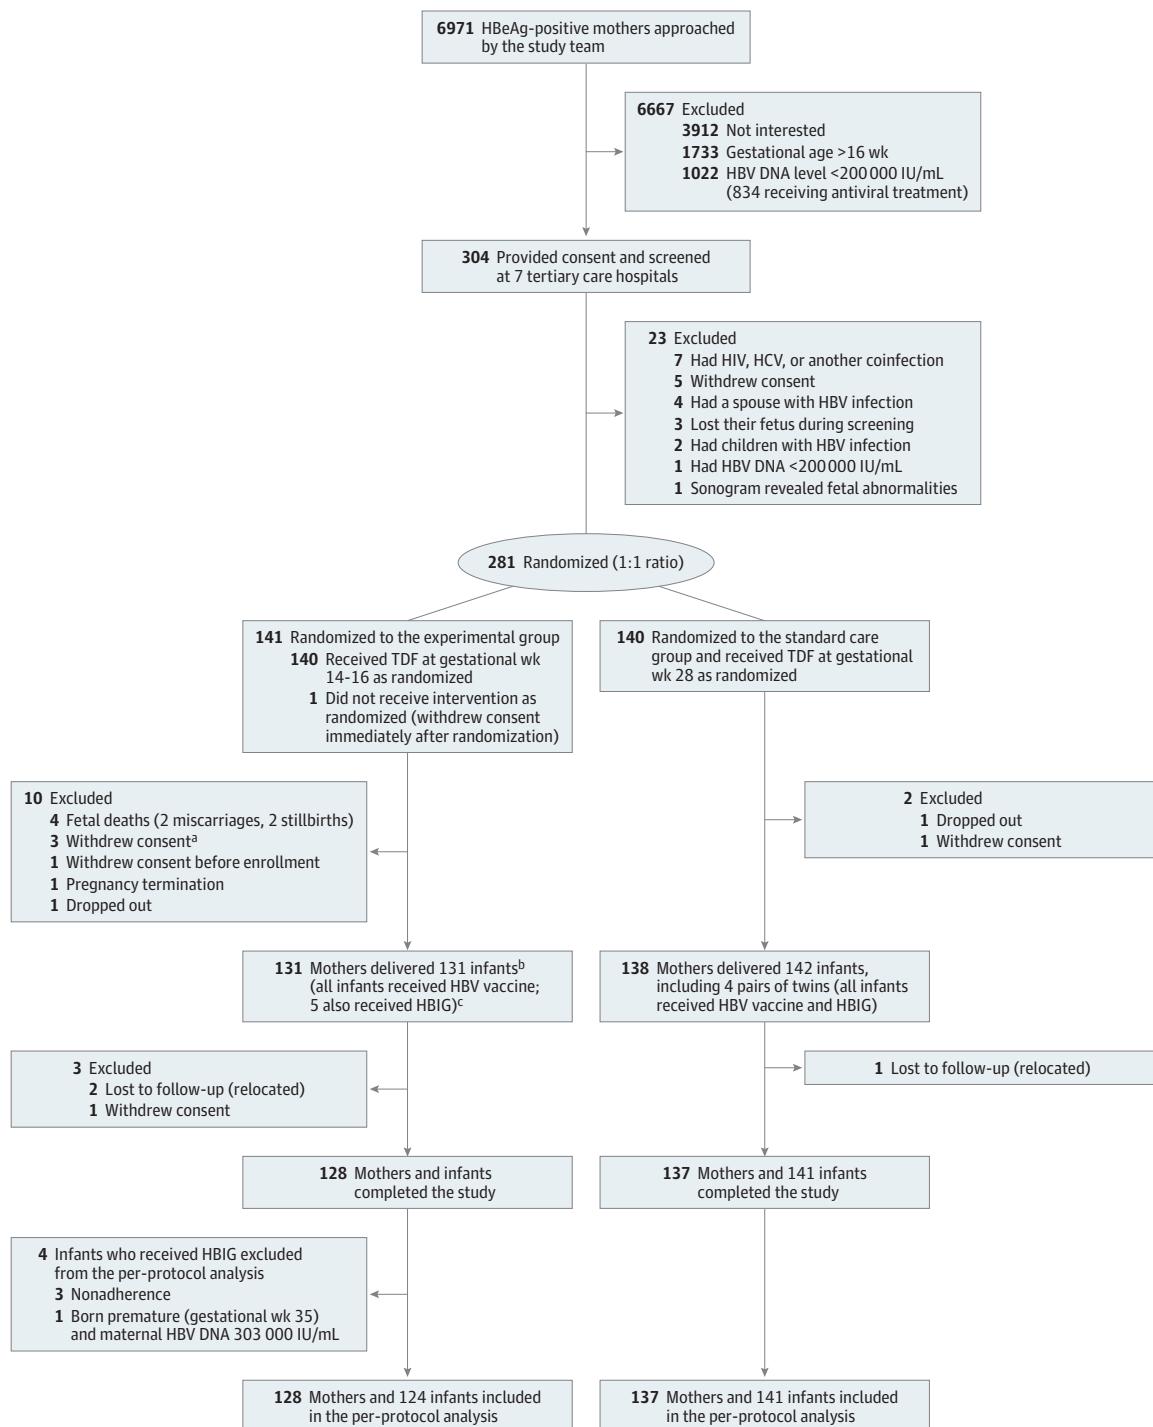 6971 HBeAg-positive mothers approached
by the study team
6667 Excluded
3912 Not interested
1733 Gestational age >16 wk
1022 HBV DNA level <200 000 IU/mL
(834 receiving antiviral treatment)
304 Provided consent and screened
at 7 tertiary care hospitals
23 Excluded
7 Had HIV, HCV, or another coinfection
5 Withdrew consent
4 Had a spouse with HBV infection
3 Lost their fetus during screening
2 Had children with HBV infection
1 Had HBV DNA <200 000 IU/mL
1 Sonogram revealed fetal abnormalities
281 Randomized (1:1 ratio)
141 Randomized to the experimental group
140 Received TDF at gestational wk
14-16 as randomized
1 Did not receive intervention as
randomized (withdrew consent
immediately after randomization)
140 Randomized to the standard care
group and received TDF at gestational
wk 28 as randomized
10 Excluded
4 Fetal deaths (2 miscarriages, 2 stillbirths)
3 Withdrew consentᵃ
1 Withdrew consent before enrollment
1 Pregnancy termination
1 Dropped out
2 Excluded
1 Dropped out
1 Withdrew consent
131 Mothers delivered 131 infantsᵇ
(all infants received HBV vaccine;
5 also received HBIG)ᶜ
138 Mothers delivered 142 infants,
including 4 pairs of twins (all infants
received HBV vaccine and HBIG)
3 Excluded
2 Lost to follow-up (relocated)
1 Withdrew consent
1 Lost to follow-up (relocated)
128 Mothers and infants
completed the study
137 Mothers and 141 infants
completed the study
4 Infants who received HBIG excluded
from the per-protocol analysis
3 Nonadherence
1 Born premature (gestational wk 35)
and maternal HBV DNA 303 000 IU/mL
128 Mothers and 124 infants included
in the per-protocol analysis
137 Mothers and 141 infants included
in the per-protocol analysis